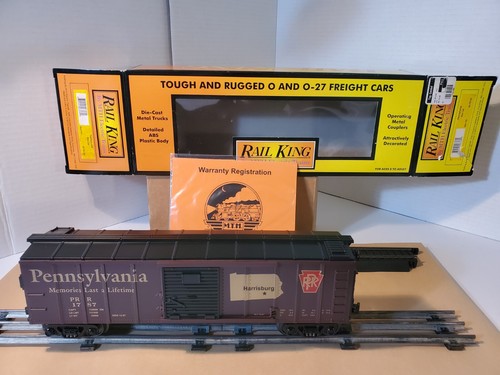 TOUGH AND RUGGED O AND O-27 FREIGHT CARS
Die-Cast
Metal Trucks
Detailed
ABS
Plastic Body
Operating
Metal
Couplers
Attractively
Decorated
RAIL KING
RAIL KING
RAIL KING
Warranty Registration
MTH
Pennsylvania
Memories Last a Lifetime
PRR
1787
Harrisburg
PRR